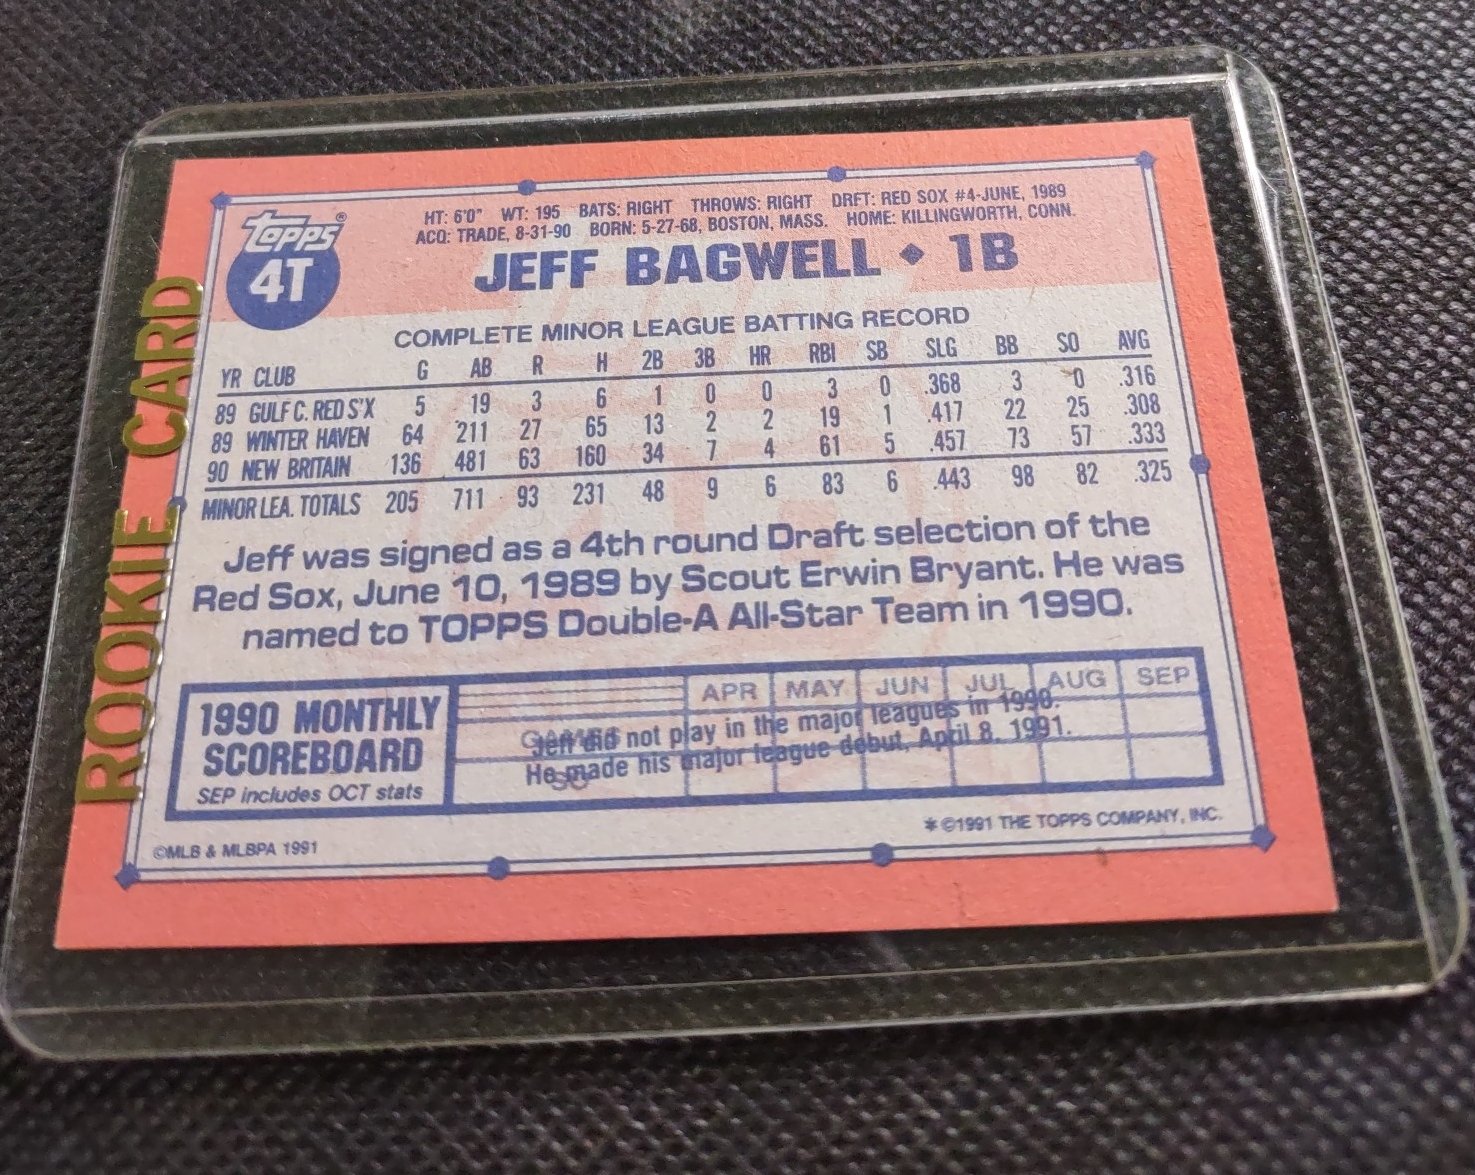 ROOKIE CARD
Topps®
4T
HT: 6'0" WT: 195 BATS: RIGHT THROWS: RIGHT DRFT: RED SOX #4-JUNE, 1989
ACQ: TRADE, 8-31-90 BORN: 5-27-68, BOSTON, MASS. HOME: KILLINGWORTH, CONN.
JEFF BAGWELL ◆ 1B
COMPLETE MINOR LEAGUE BATTING RECORD
YR CLUB G AB R H 2B 3B HR RBI SB SLG BB SO AVG
89 GULF C. RED S'X 5 19 3 6 1 0 0 3 0 .368 3 0 .316
89 WINTER HAVEN 64 211 27 65 13 2 2 19 1 .417 22 25 .308
90 NEW BRITAIN 136 481 63 160 34 7 4 61 5 .457 73 57 .333
MINOR LEA. TOTALS 205 711 93 231 48 9 6 83 6 .443 98 82 .325
Jeff was signed as a 4th round Draft selection of the
Red Sox, June 10, 1989 by Scout Erwin Bryant. He was
named to TOPPS Double-A All-Star Team in 1990.
1990 MONTHLY
SCOREBOARD
SEP includes OCT stats
APR MAY JUN JUL AUG SEP
GAMES
Jeff did not play in the major leagues in 1990.
He made his major league debut, April 8, 1991.
©MLB & MLBPA 1991
*©1991 THE TOPPS COMPANY, INC.